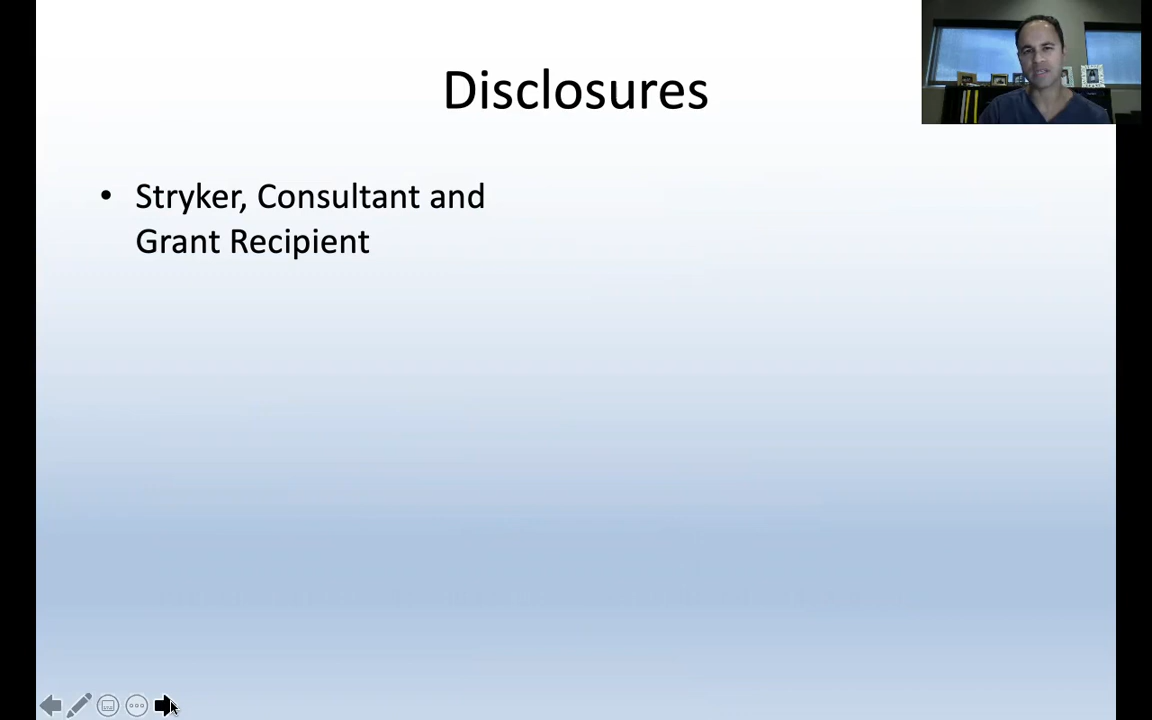 Disclosures
• Stryker, Consultant and
Grant Recipient